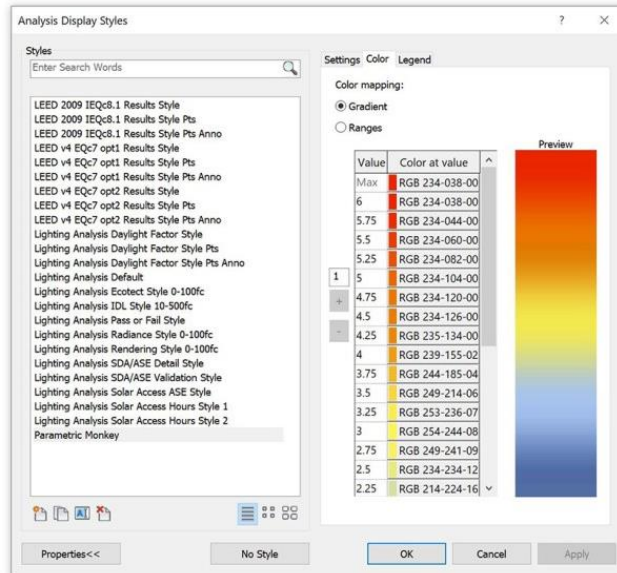 Analysis Display Styles
? ×
Styles
Enter Search Words
LEED 2009 IEQc8.1 Results Style
LEED 2009 IEQc8.1 Results Style Pts
LEED 2009 IEQc8.1 Results Style Pts Anno
LEED v4 EQc7 opt1 Results Style
LEED v4 EQc7 opt1 Results Style Pts
LEED v4 EQc7 opt1 Results Style Pts Anno
LEED v4 EQc7 opt2 Results Style
LEED v4 EQc7 opt2 Results Style Pts
LEED v4 EQc7 opt2 Results Style Pts Anno
Lighting Analysis Daylight Factor Style
Lighting Analysis Daylight Factor Style Pts
Lighting Analysis Daylight Factor Style Pts Anno
Lighting Analysis Default
Lighting Analysis Ecotect Style 0-100fc
Lighting Analysis IDL Style 10-500fc
Lighting Analysis Pass or Fail Style
Lighting Analysis Radiance Style 0-100fc
Lighting Analysis Rendering Style 0-100fc
Lighting Analysis SDA/ASE Detail Style
Lighting Analysis SDA/ASE Validation Style
Lighting Analysis Solar Access ASE Style
Lighting Analysis Solar Access Hours Style 1
Lighting Analysis Solar Access Hours Style 2
Parametric Monkey
Properties<<
No Style
Settings Color Legend
Color mapping:
Gradient
Ranges
Preview
Value Color at value
Max RGB 234-038-00
6 RGB 234-038-00
5.75 RGB 234-044-00
5.5 RGB 234-060-00
5.25 RGB 234-082-00
5 RGB 234-104-00
4.75 RGB 234-120-00
4.5 RGB 234-126-00
4.25 RGB 235-134-00
4 RGB 239-155-02
3.75 RGB 244-185-04
3.5 RGB 249-214-06
3.25 RGB 253-236-07
3 RGB 254-244-08
2.75 RGB 249-241-09
2.5 RGB 234-234-12
2.25 RGB 214-224-16
1
+
-
OK Cancel Apply